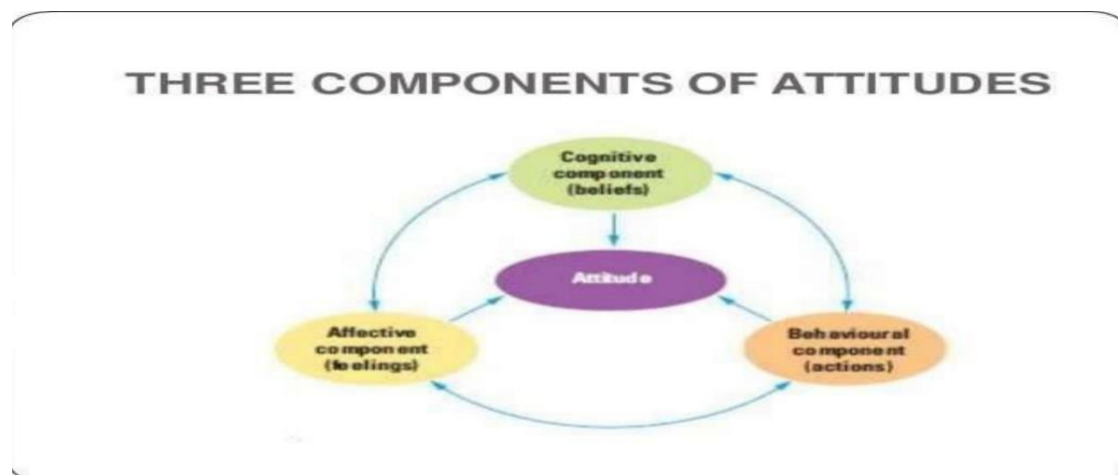 THREE COMPONENTS OF ATTITUDES
Cognitive
component
(beliefs)
Attitude
Affective
component
(feelings)
Behavioural
component
(actions)